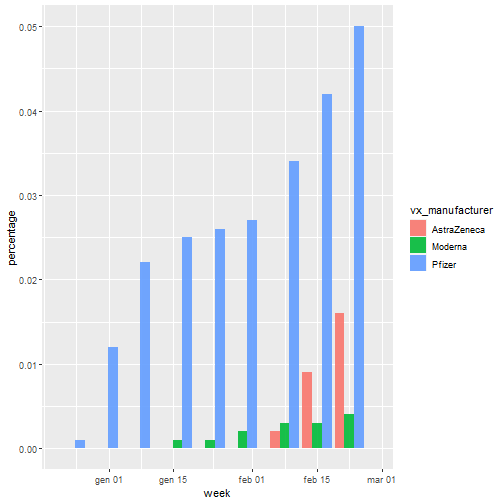 0.05
0.04
0.03
0.02
0.01
0.00
percentage
gen 01
gen 15
feb 01
feb 15
mar 01
week
vx_manufacturer
AstraZeneca
Moderna
Pfizer